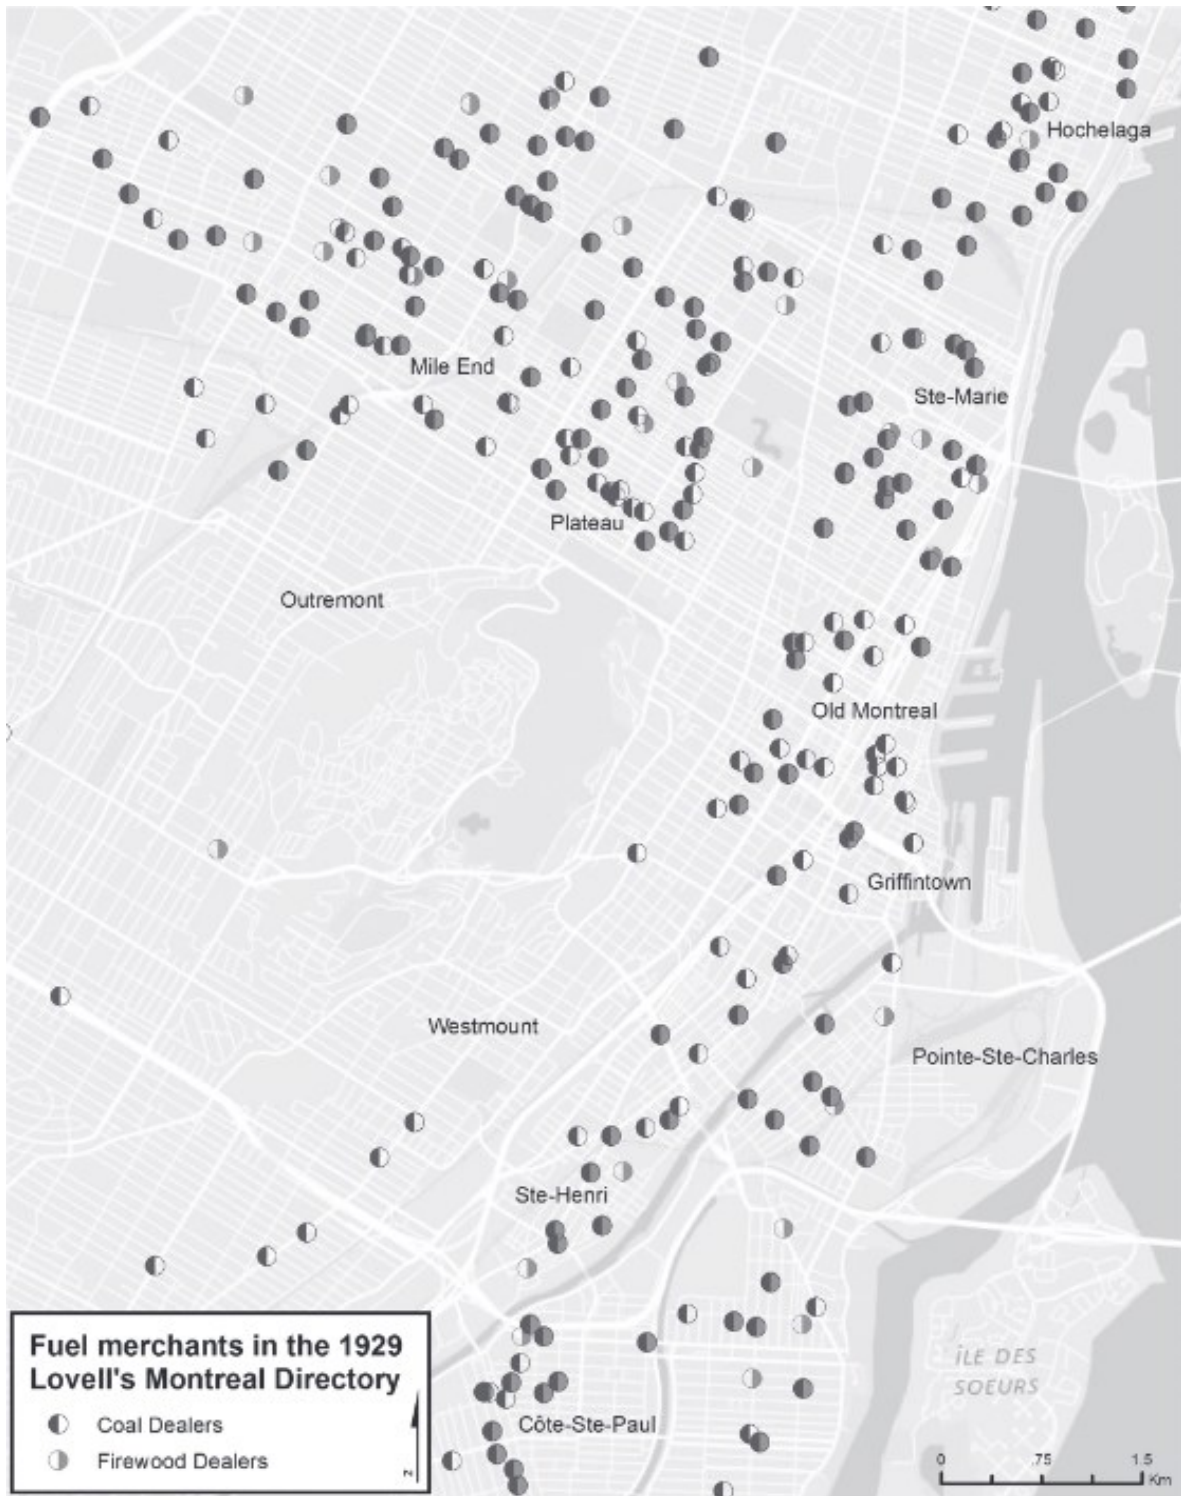 Hochelaga
Mile End
Ste-Marie
Plateau
Outremont
Old Montreal
Griffintown
Westmount
Pointe-Ste-Charles
Ste-Henri
ÎLE DES
SOEURS
Côte-Ste-Paul
Fuel merchants in the 1929
Lovell's Montreal Directory
Coal Dealers
Firewood Dealers
N
0 .75 1.5
Km